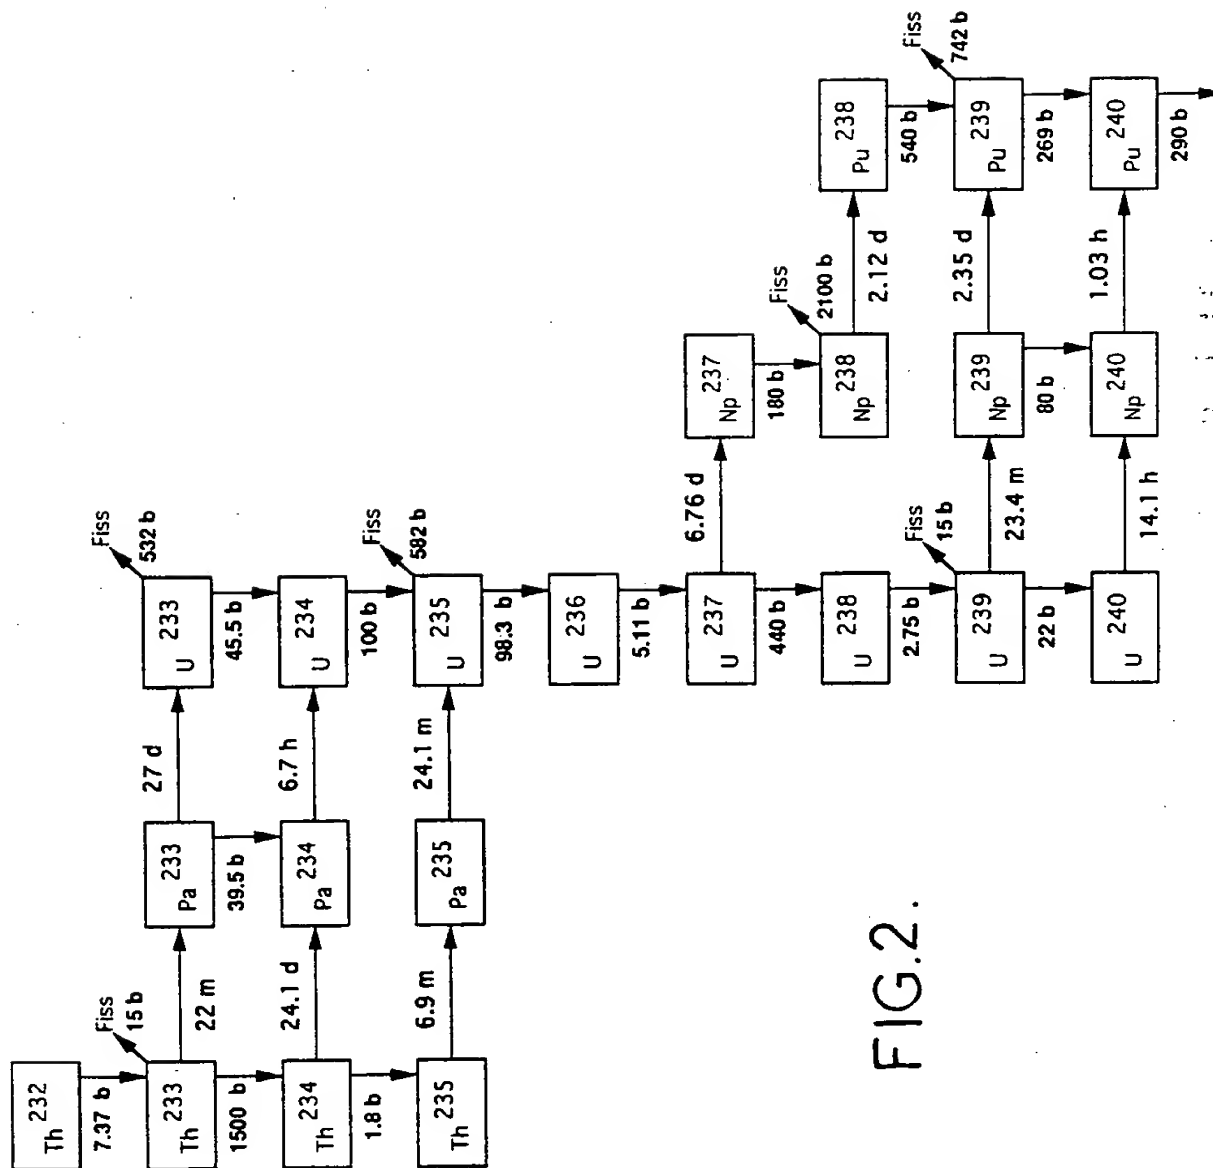 Th 232
7.37 b
Fiss
15 b
Th 233
22 m
Pa 233
27 d
U 233
Fiss
532 b
1500 b
39.5 b
45.5 b
Th 234
24.1 d
Pa 234
6.7 h
U 234
1.8 b
100 b
Fiss
582 b
Th 235
6.9 m
Pa 235
24.1 m
U 235
98.3 b
U 236
5.11 b
U 237
6.76 d
Np 237
440 b
180 b
Fiss
2100 b
U 238
Np 238
2.12 d
Pu 238
2.75 b
540 b
Fiss
15 b
Fiss
742 b
U 239
23.4 m
Np 239
2.35 d
Pu 239
22 b
80 b
269 b
U 240
14.1 h
Np 240
1.03 h
Pu 240
290 b
FIG.2.